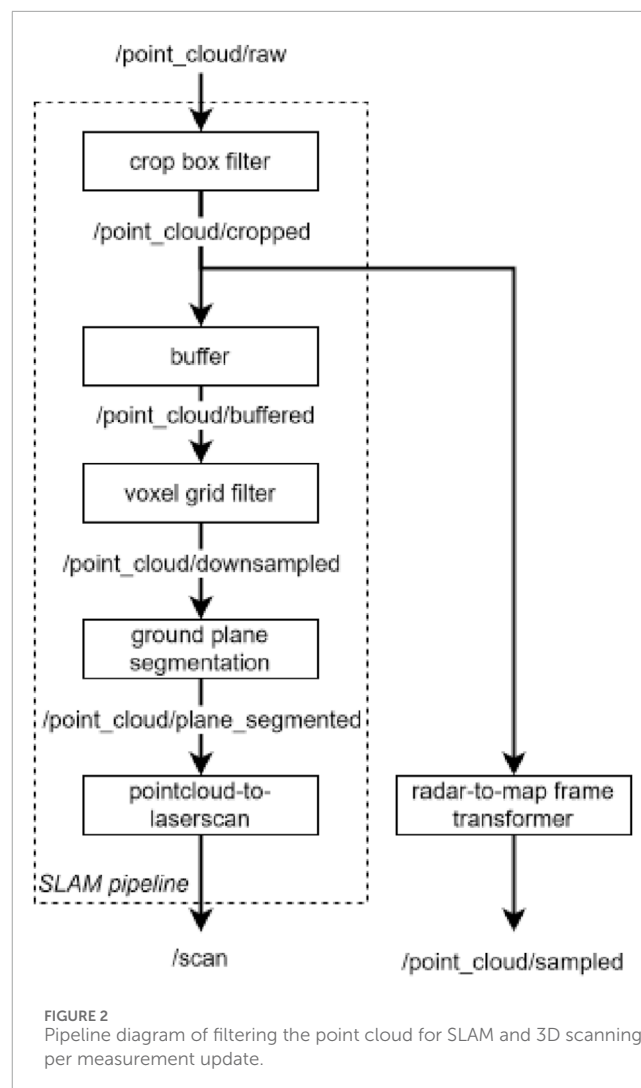 /point_cloud/raw
crop box filter
/point_cloud/cropped
buffer
/point_cloud/buffered
voxel grid filter
/point_cloud/downsampled
ground plane
segmentation
/point_cloud/plane_segmented
pointcloud-to-
laserscan
radar-to-map frame
transformer
SLAM pipeline
/scan
/point_cloud/sampled
FIGURE 2
Pipeline diagram of filtering the point cloud for SLAM and 3D scanning
per measurement update.